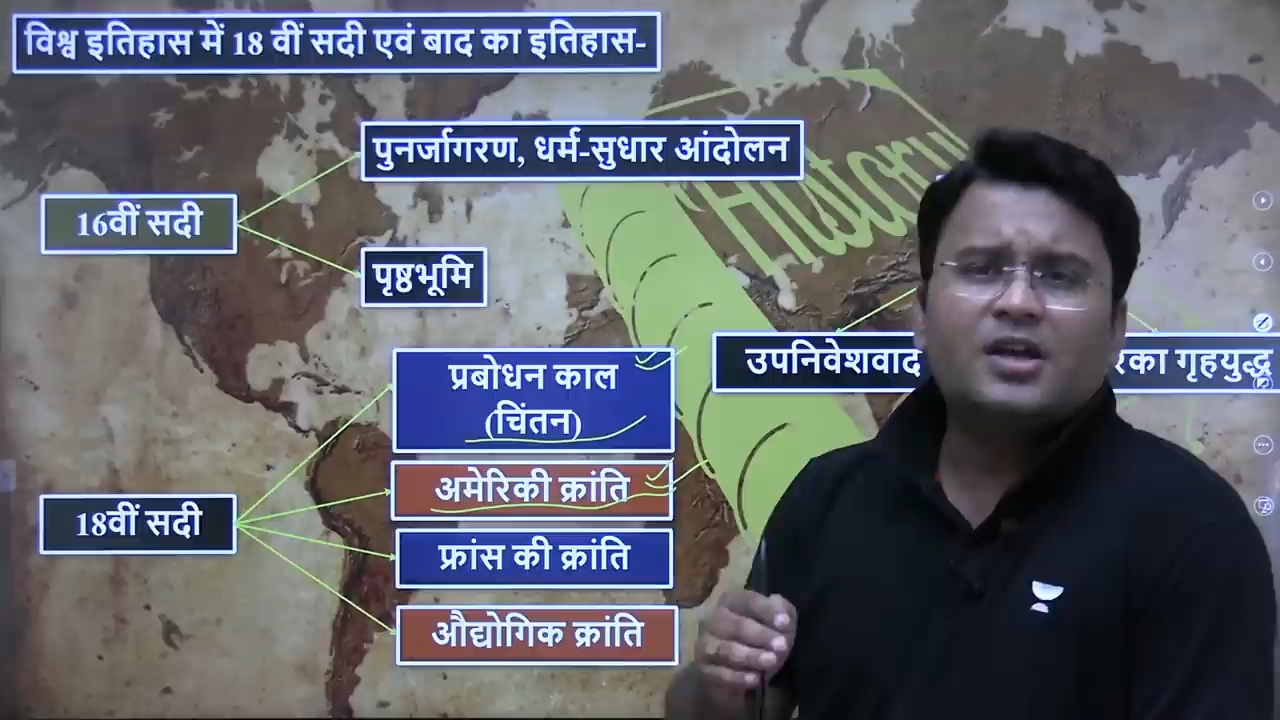 विश्व इतिहास में 18 वीं सदी एवं बाद का इतिहास-
पुनर्जागरण, धर्म-सुधार आंदोलन
16वीं सदी
पृष्ठभूमि
History
प्रबोधन काल
(चिंतन)
उपनिवेशवाद
गृहयुद्ध
अमेरिकी क्रांति
18वीं सदी
फ्रांस की क्रांति
औद्योगिक क्रांति